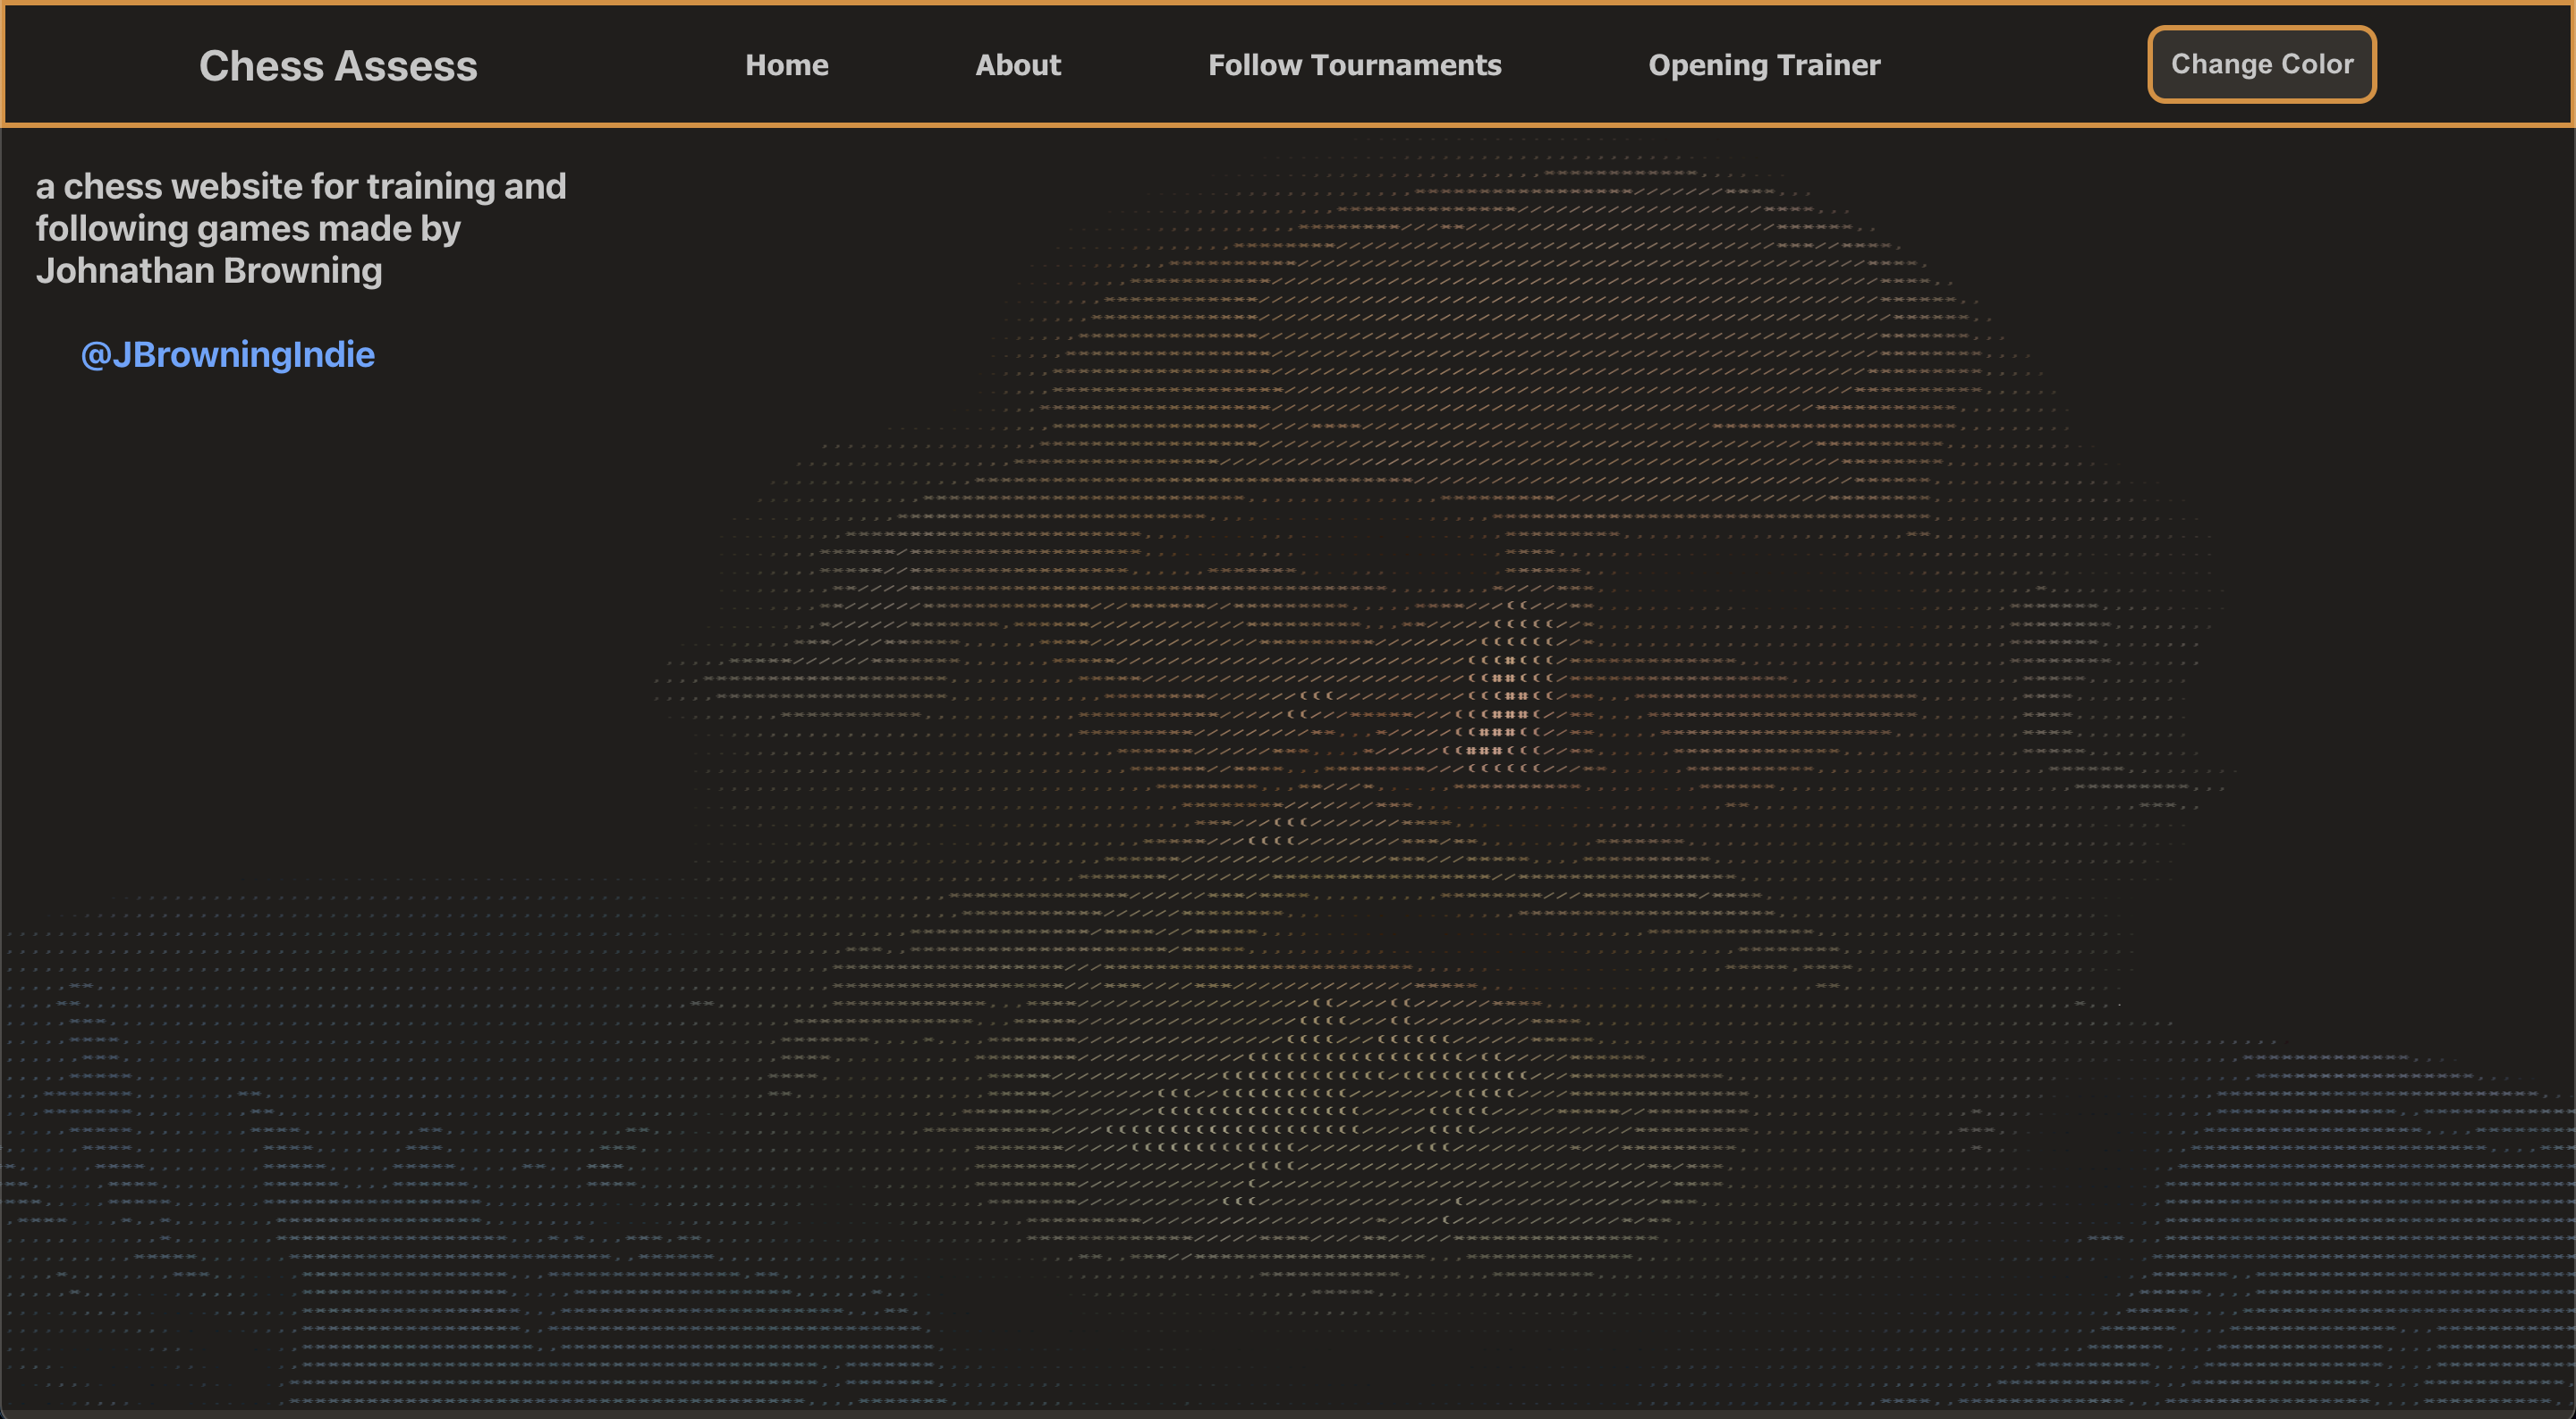 Chess Assess
Home
About
Follow Tournaments
Opening Trainer
Change Color
a chess website for training and
following games made by
Johnathan Browning
@JBrowningIndie